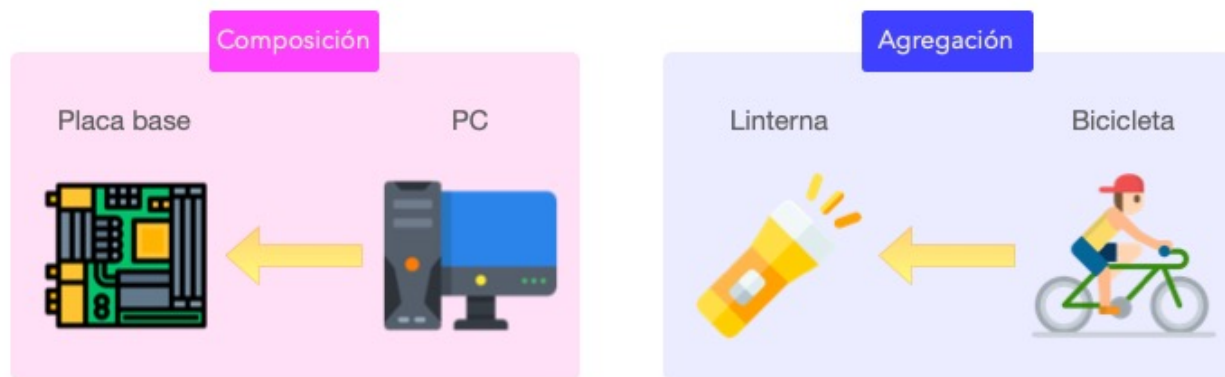 Composición
Placa base
PC
Agregación
Linterna
Bicicleta